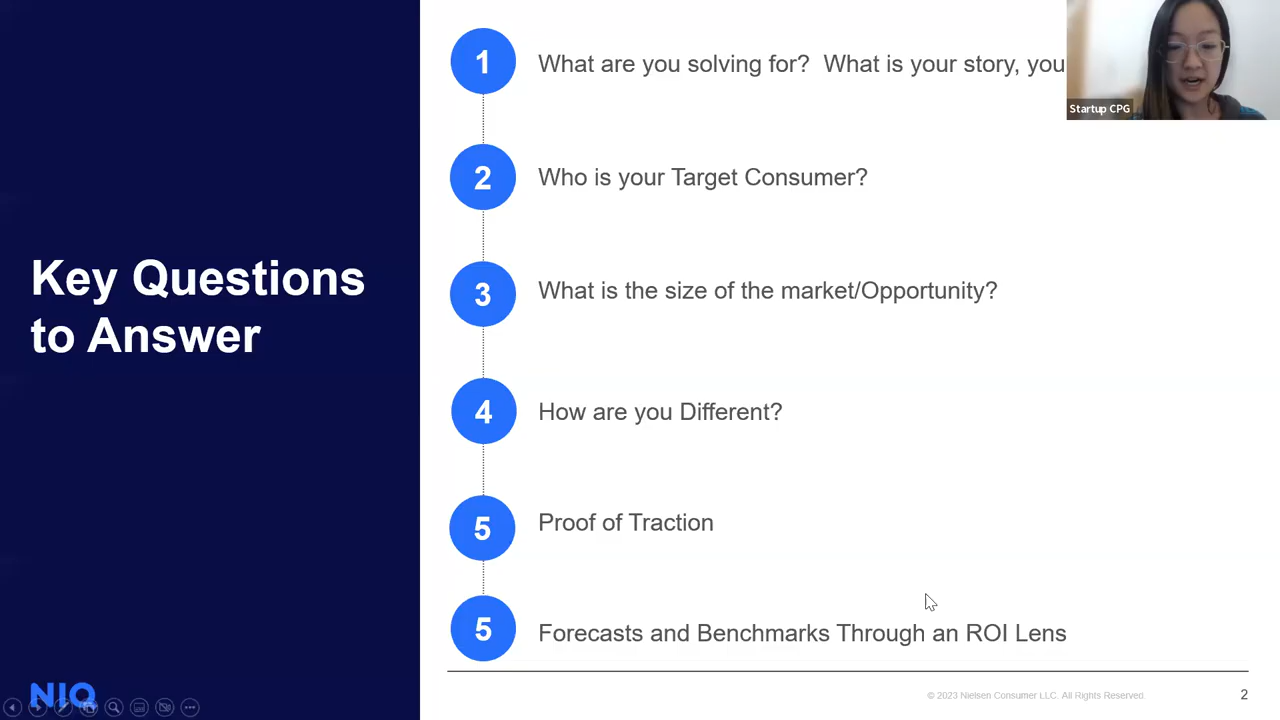 Key Questions
to Answer
1
What are you solving for? What is your story, you
Startup CPG
2
Who is your Target Consumer?
3
What is the size of the market/Opportunity?
4
How are you Different?
5
Proof of Traction
5
Forecasts and Benchmarks Through an ROI Lens
NIQ
© 2023 Nielsen Consumer LLC. All Rights Reserved.
2